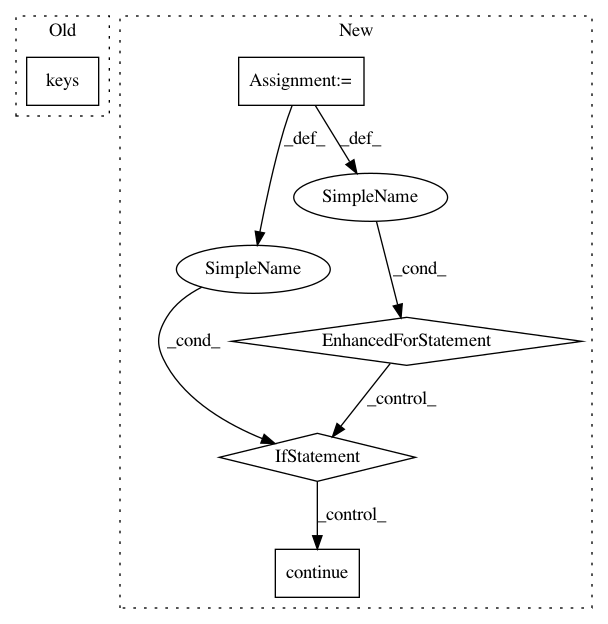 Old
New
keys
Assignment:=
_def_
_def_
SimpleName
SimpleName
_cond_
_cond_
EnhancedForStatement
_control_
IfStatement
_control_
continue